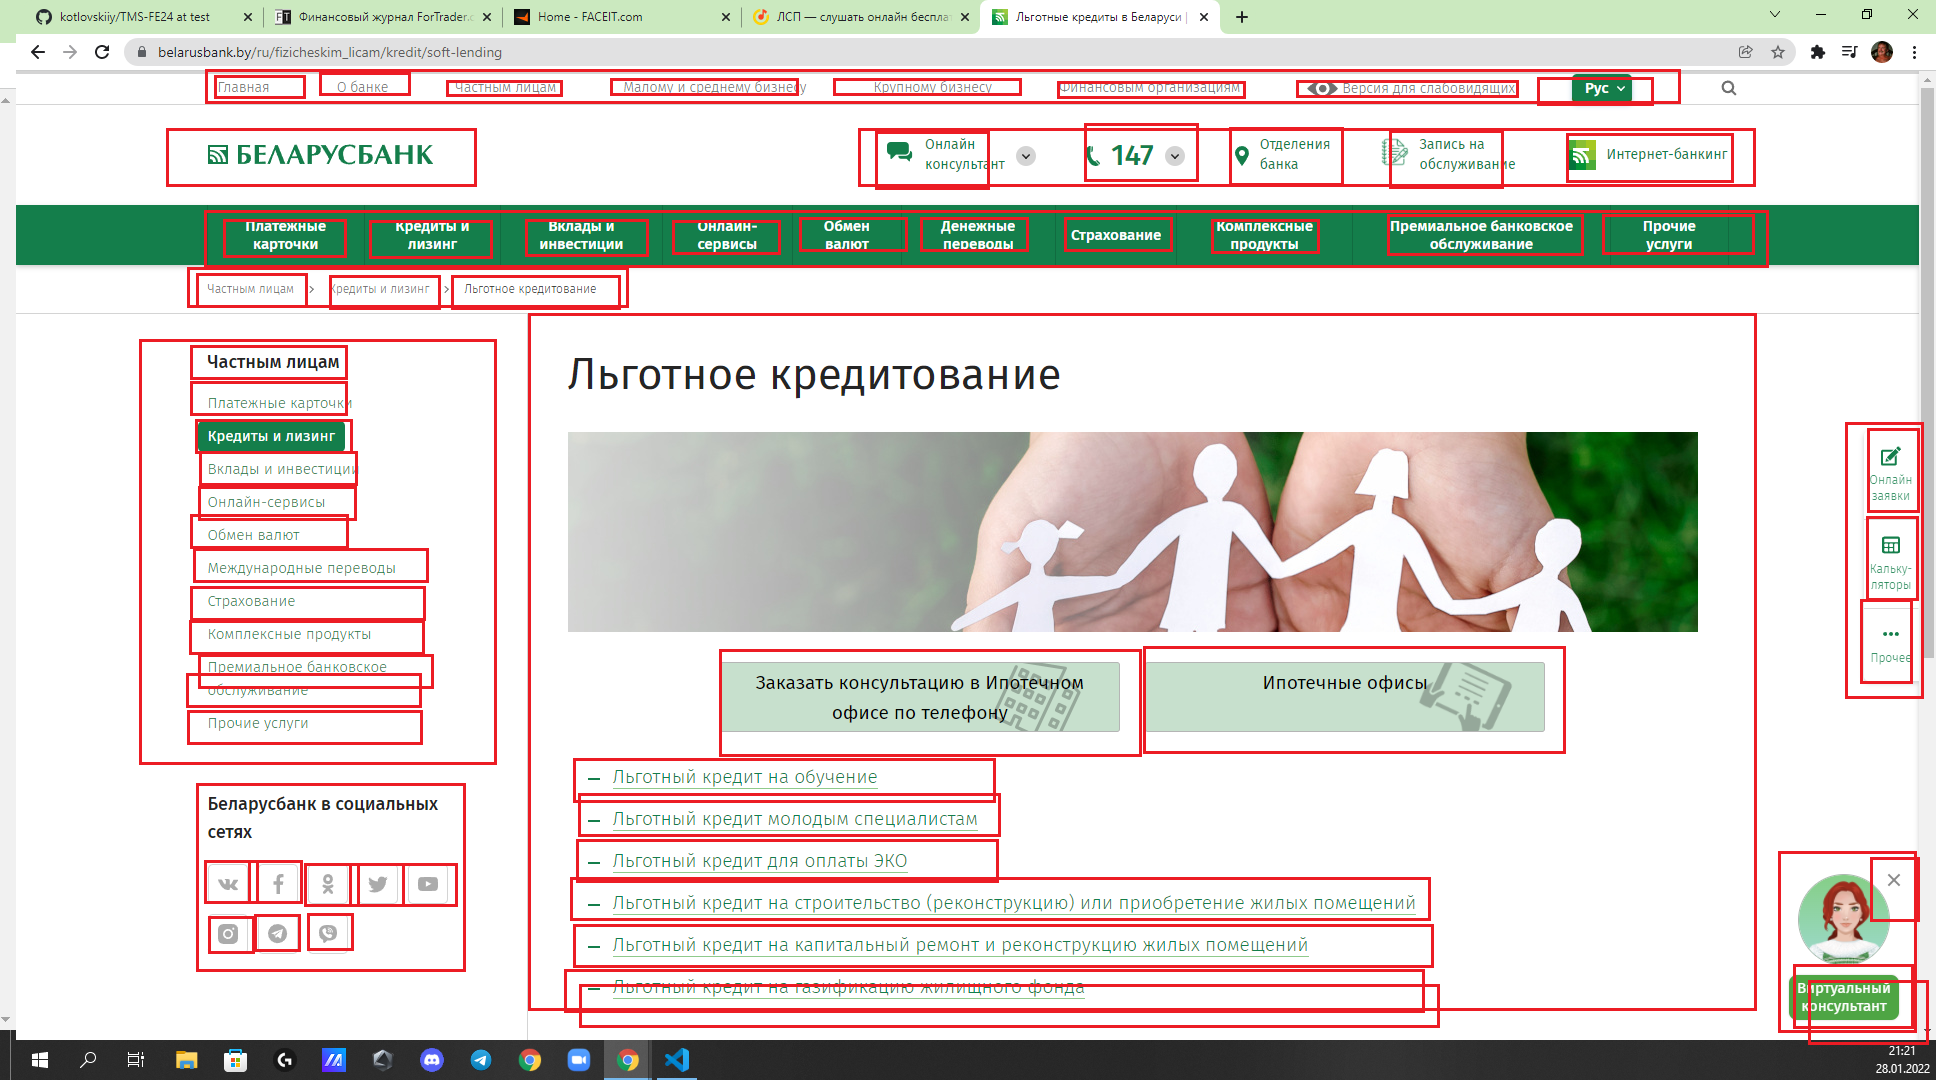 kotlovskiiy/TMS-FE24 at test
Финансовый журнал ForTrader.
Home - FACEIT.com
ЛСП — слушать онлайн беспла
Льготные кредиты в Беларуси |
belarusbank.by/ru/fizicheskim_licam/kredit/soft-lending
Главная
О банке
Частным лицам
Малому и среднему бизнесу
Крупному бизнесу
Финансовым организациям
Версия для слабовидящих
Рус
БЕЛАРУСБАНК
Онлайн
консультант
147
Отделения
банка
Запись на
обслуживание
Интернет-банкинг
Платежные
карточки
Кредиты и
лизинг
Вклады и
инвестиции
Онлайн-
сервисы
Обмен
валют
Денежные
переводы
Страхование
Комплексные
продукты
Премиальное банковское
обслуживание
Прочие
услуги
Частным лицам > Кредиты и лизинг > Льготное кредитование
Частным лицам
Платежные карточки
Кредиты и лизинг
Вклады и инвестиции
Онлайн-сервисы
Обмен валют
Международные переводы
Страхование
Комплексные продукты
Премиальное банковское
обслуживание
Прочие услуги
Беларусбанк в социальных
сетях
Льготное кредитование
Заказать консультацию в Ипотечном
офисе по телефону
Ипотечные офисы
— Льготный кредит на обучение
— Льготный кредит молодым специалистам
— Льготный кредит для оплаты ЭКО
— Льготный кредит на строительство (реконструкцию) или приобретение жилых помещений
— Льготный кредит на капитальный ремонт и реконструкцию жилых помещений
— Льготный кредит на газификацию жилищного фонда
Онлайн
заявки
Кальку-
ляторы
Прочее
Виртуальный
консультант
21:21
28.01.2022